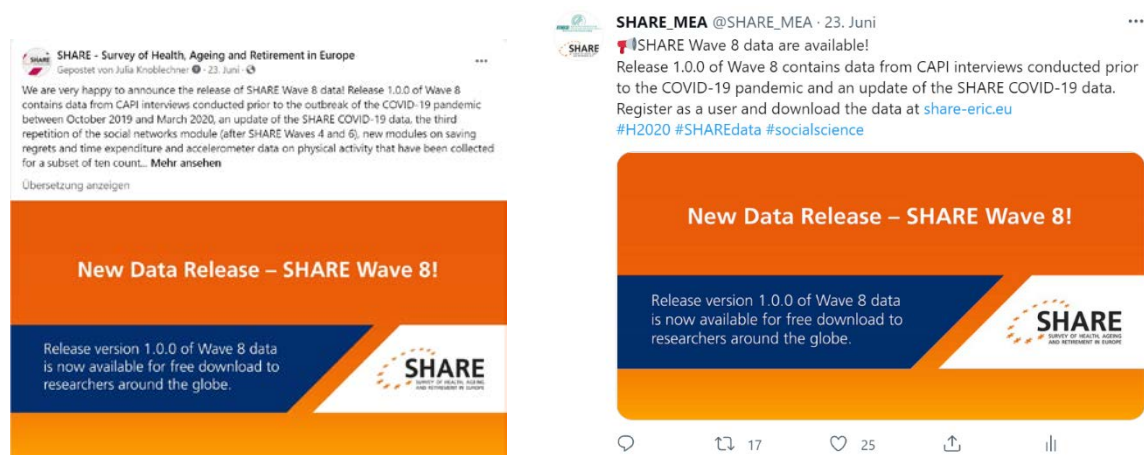 SHARE
SHARE - Survey of Health, Ageing and Retirement in Europe
Gepostet von Julia Knoblechner · 23. Juni ·
We are very happy to announce the release of SHARE Wave 8 data! Release 1.0.0 of Wave 8
contains data from CAPI interviews conducted prior to the outbreak of the COVID-19 pandemic
between October 2019 and March 2020, an update of the SHARE COVID-19 data, the third
repetition of the social networks module (after SHARE Waves 4 and 6), new modules on saving
regrets and time expenditure and accelerometer data on physical activity that have been collected
for a subset of ten count... Mehr ansehen
Übersetzung anzeigen
New Data Release – SHARE Wave 8!
Release version 1.0.0 of Wave 8 data
is now available for free download to
researchers around the globe.
SHARE
SURVEY OF HEALTH, AGEING
AND RETIREMENT IN EUROPE
SHARE
SHARE_MEA @SHARE_MEA · 23. Juni
SHARE Wave 8 data are available!
Release 1.0.0 of Wave 8 contains data from CAPI interviews conducted prior
to the COVID-19 pandemic and an update of the SHARE COVID-19 data.
Register as a user and download the data at share-eric.eu
#H2020 #SHAREdata #socialscience
New Data Release – SHARE Wave 8!
Release version 1.0.0 of Wave 8 data
is now available for free download to
researchers around the globe.
SHARE
SURVEY OF HEALTH, AGEING
AND RETIREMENT IN EUROPE
17 25